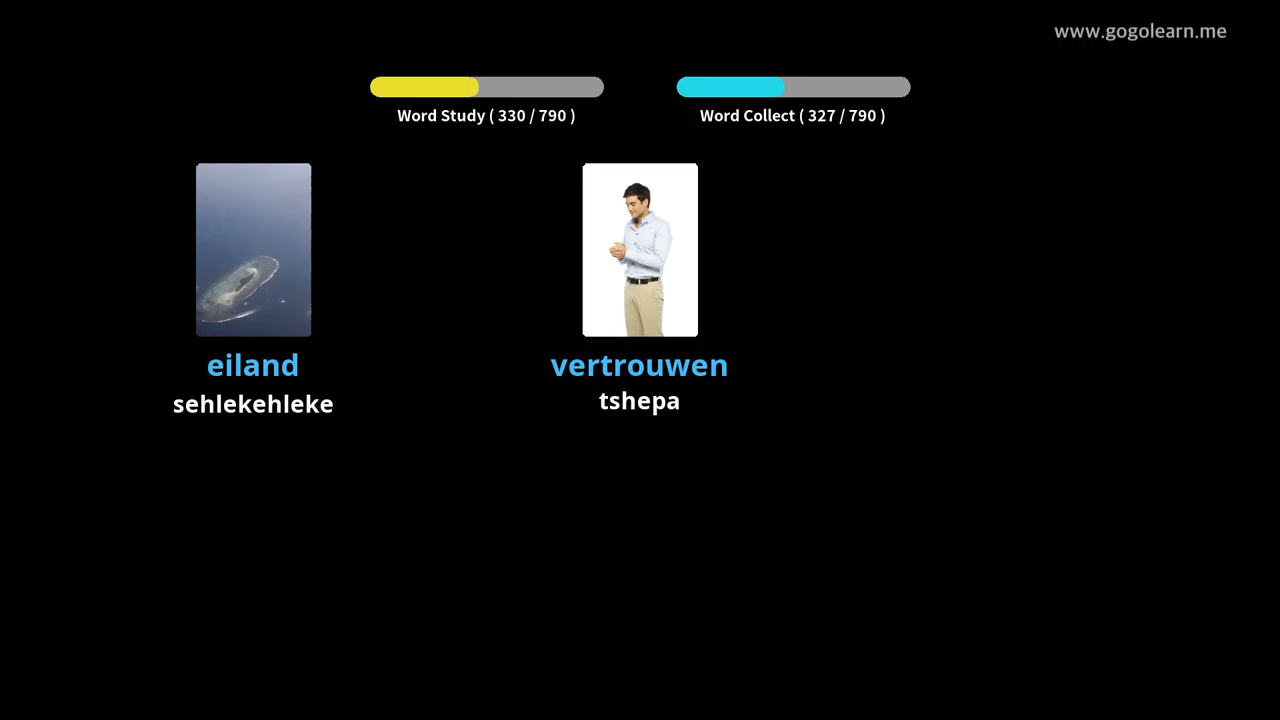 www.gogolearn.me
Word Study ( 330 / 790 )
Word Collect ( 327 / 790 )
eiland
sehlekehleke
vertrouwen
tshepa